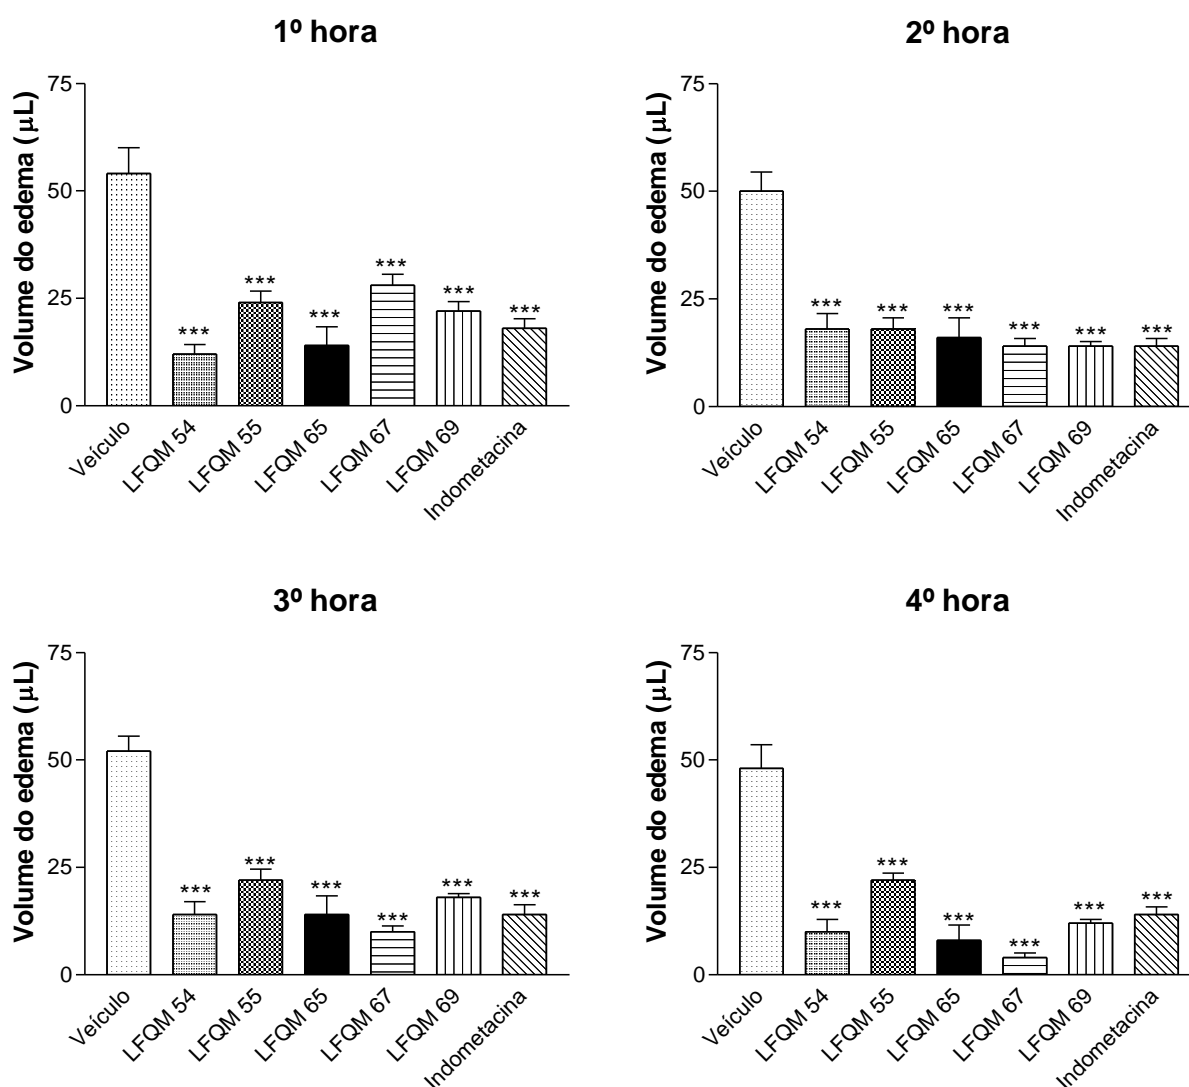 1º hora
75
50
25
0
Volume do edema (μL)
***
***
***
***
***
***
Veículo
LFQM 54
LFQM 55
LFQM 65
LFQM 67
LFQM 69
Indometacina
2º hora
75
50
25
0
Volume do edema (μL)
***
***
***
***
***
***
Veículo
LFQM 54
LFQM 55
LFQM 65
LFQM 67
LFQM 69
Indometacina
3º hora
75
50
25
0
Volume do edema (μL)
***
***
***
***
***
***
Veículo
LFQM 54
LFQM 55
LFQM 65
LFQM 67
LFQM 69
Indometacina
4º hora
75
50
25
0
Volume do edema (μL)
***
***
***
***
***
***
Veículo
LFQM 54
LFQM 55
LFQM 65
LFQM 67
LFQM 69
Indometacina